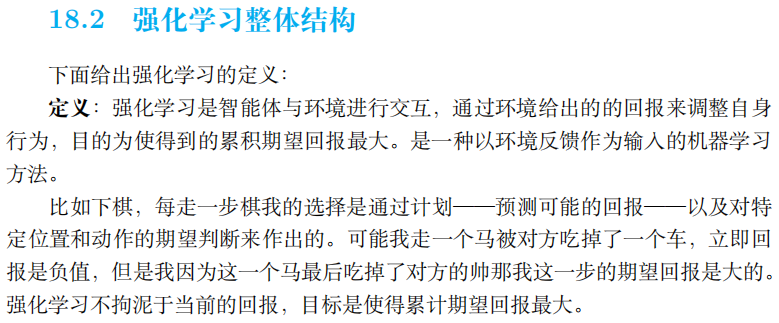 18.2 强化学习整体结构
下面给出强化学习的定义：
定义：强化学习是智能体与环境进行交互，通过环境给出的的回报来调整自身
行为，目的为使得到的累积期望回报最大。是一种以环境反馈作为输入的机器学习
方法。
比如下棋，每走一步棋我的选择是通过计划——预测可能的回报——以及对特
定位置和动作的期望判断来作出的。可能我走一个马被对方吃掉了一个车，立即回
报是负值，但是我因为这一个马最后吃掉了对方的帅那我这一步的期望回报是大的。
强化学习不拘泥于当前的回报，目标是使得累计期望回报最大。